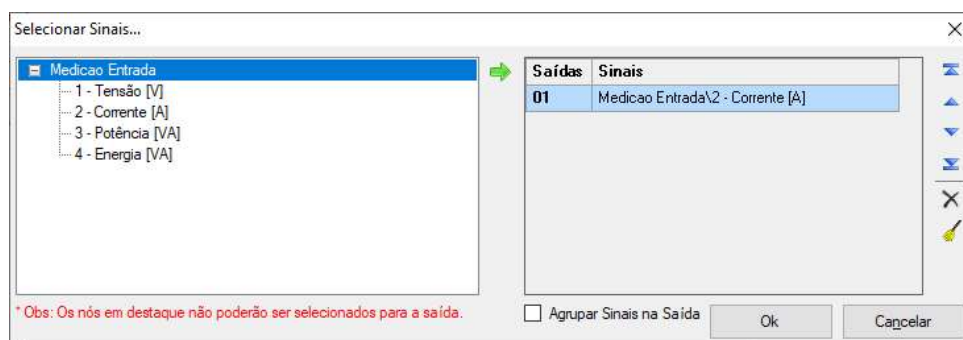 Selecionar Sinais...
Medicao Entrada
1 - Tensão [V]
2 - Corrente [A]
3 - Potência [VA]
4 - Energia [VA]
Saídas Sinais
01 Medicao Entrada\2 - Corrente [A]
* Obs: Os nós em destaque não poderão ser selecionados para a saída.
Agrupar Sinais na Saída
Ok
Cancelar